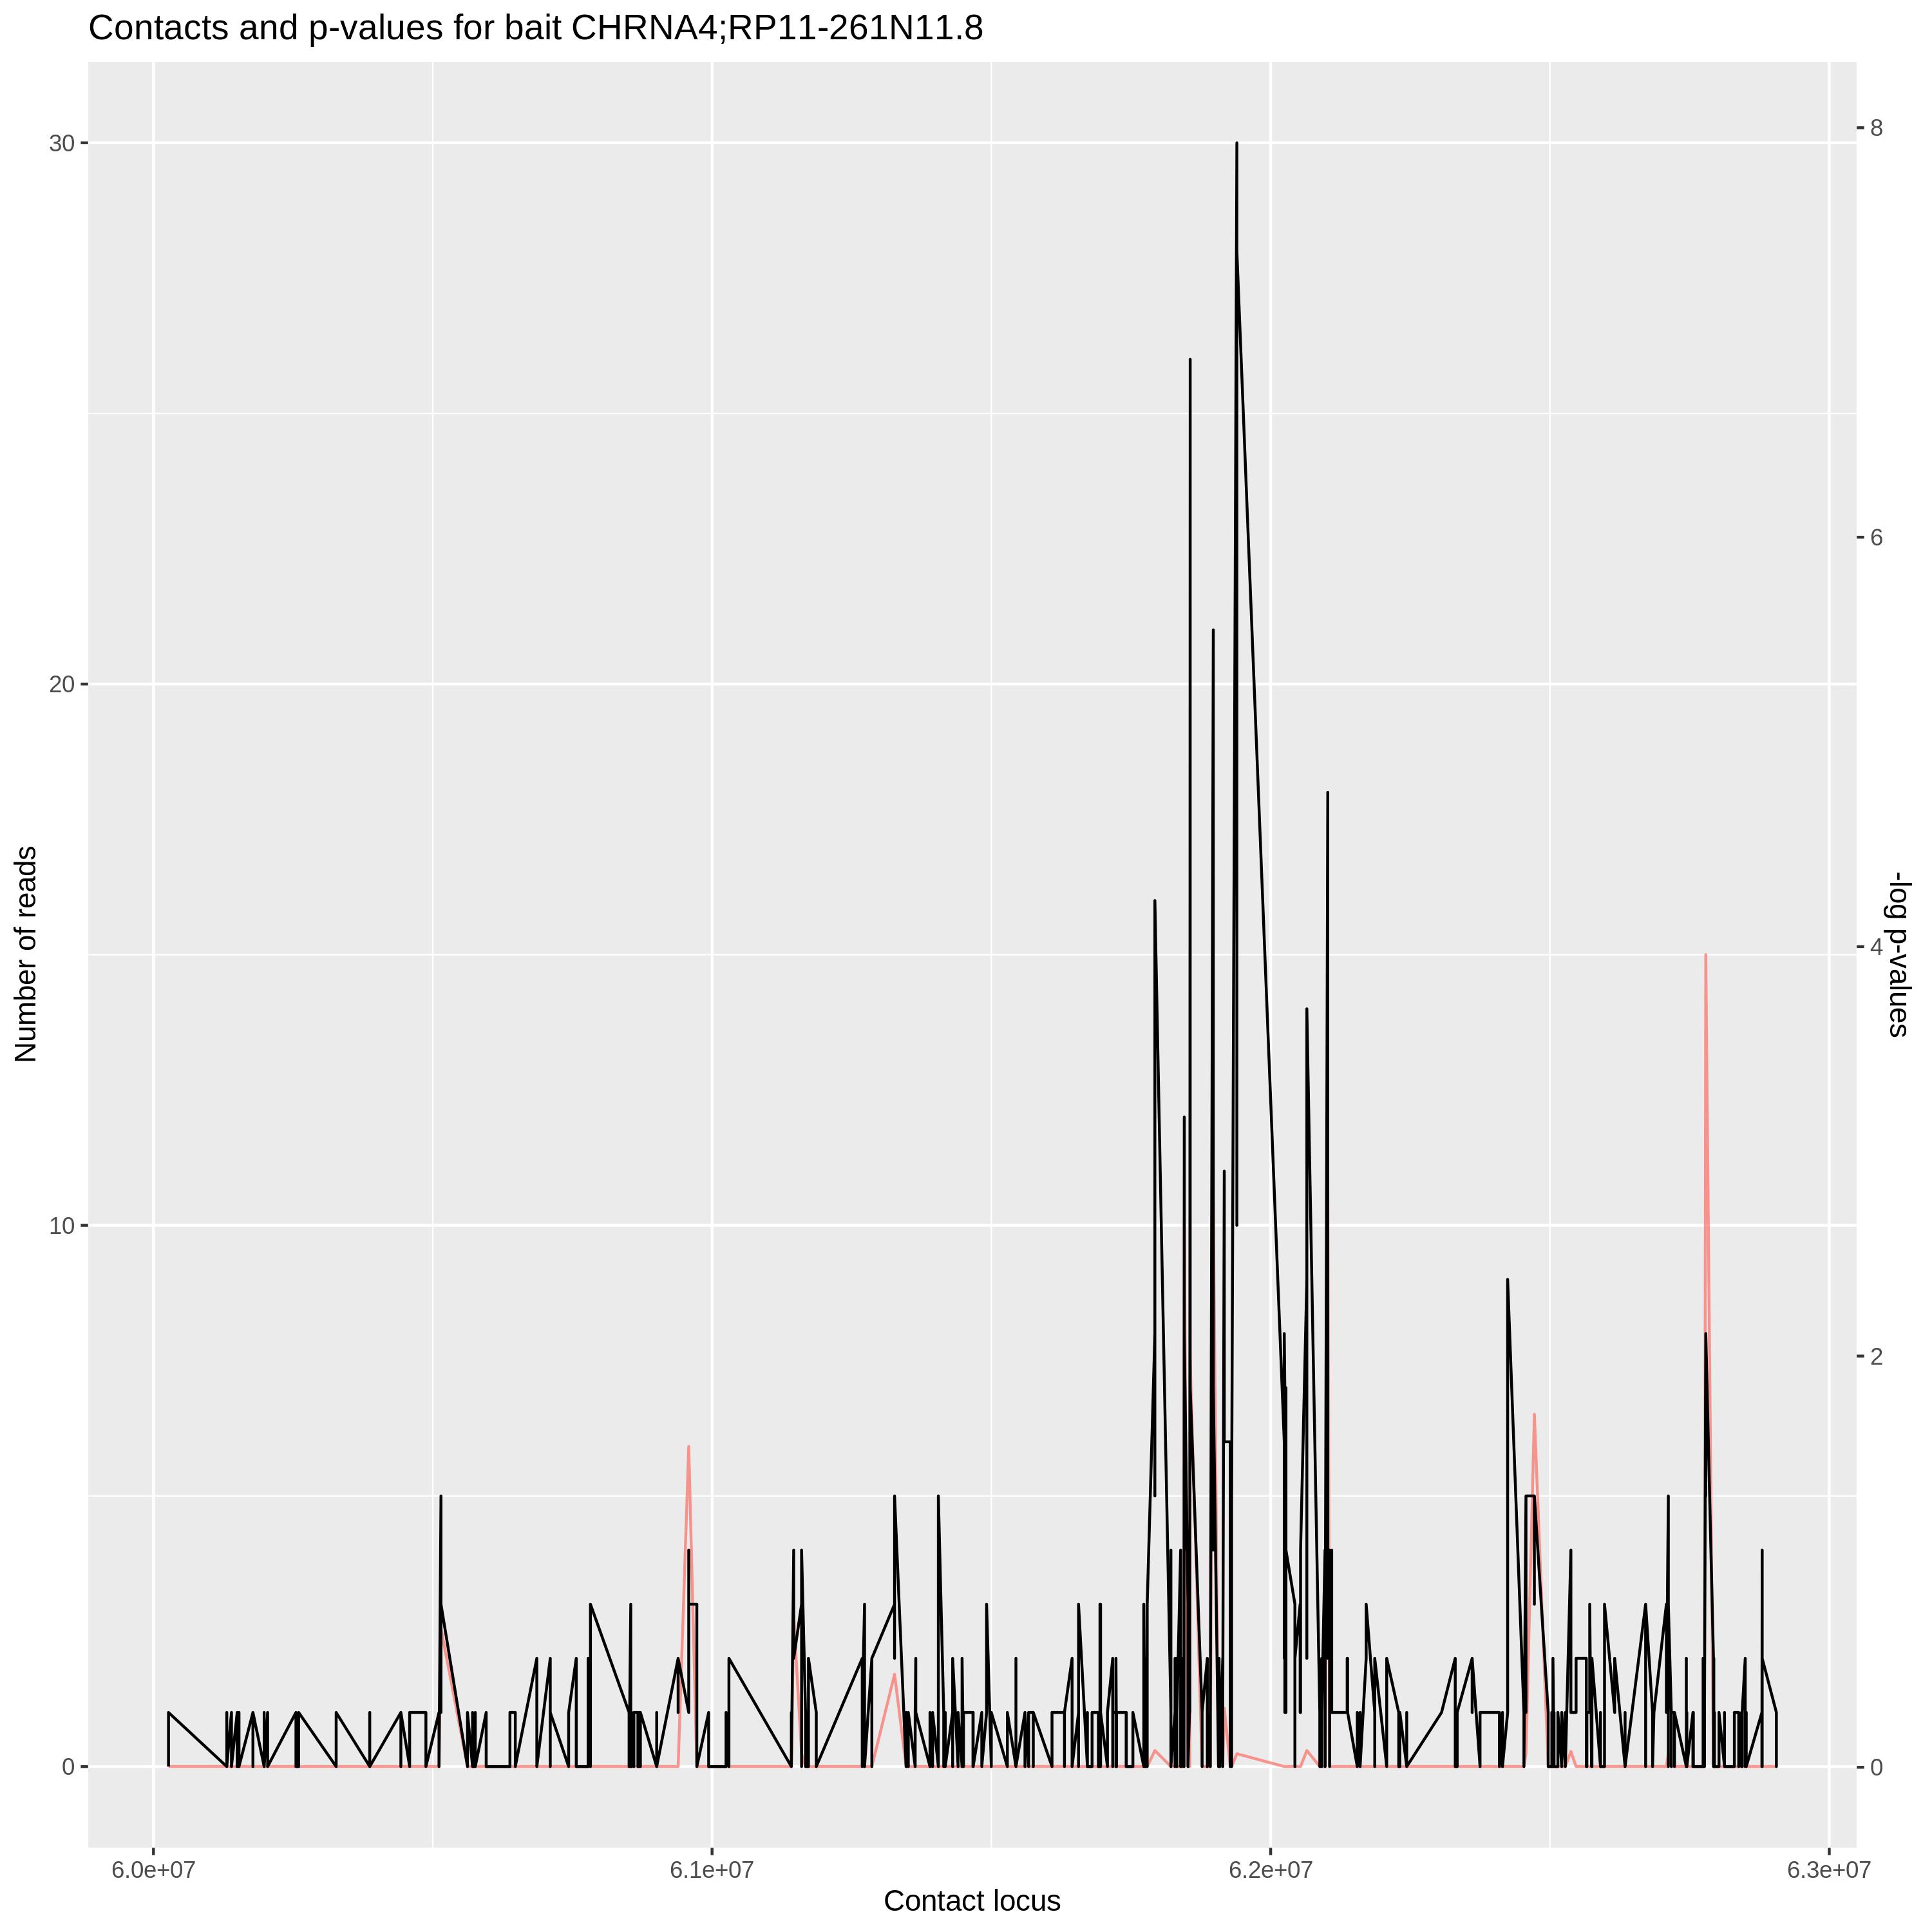 Contacts and p-values for bait CHRNA4;RP11-261N11.8
30
20
10
0
Number of reads
8
6
4
2
0
-log p-values
6.0e+07
6.1e+07
6.2e+07
6.3e+07
Contact locus